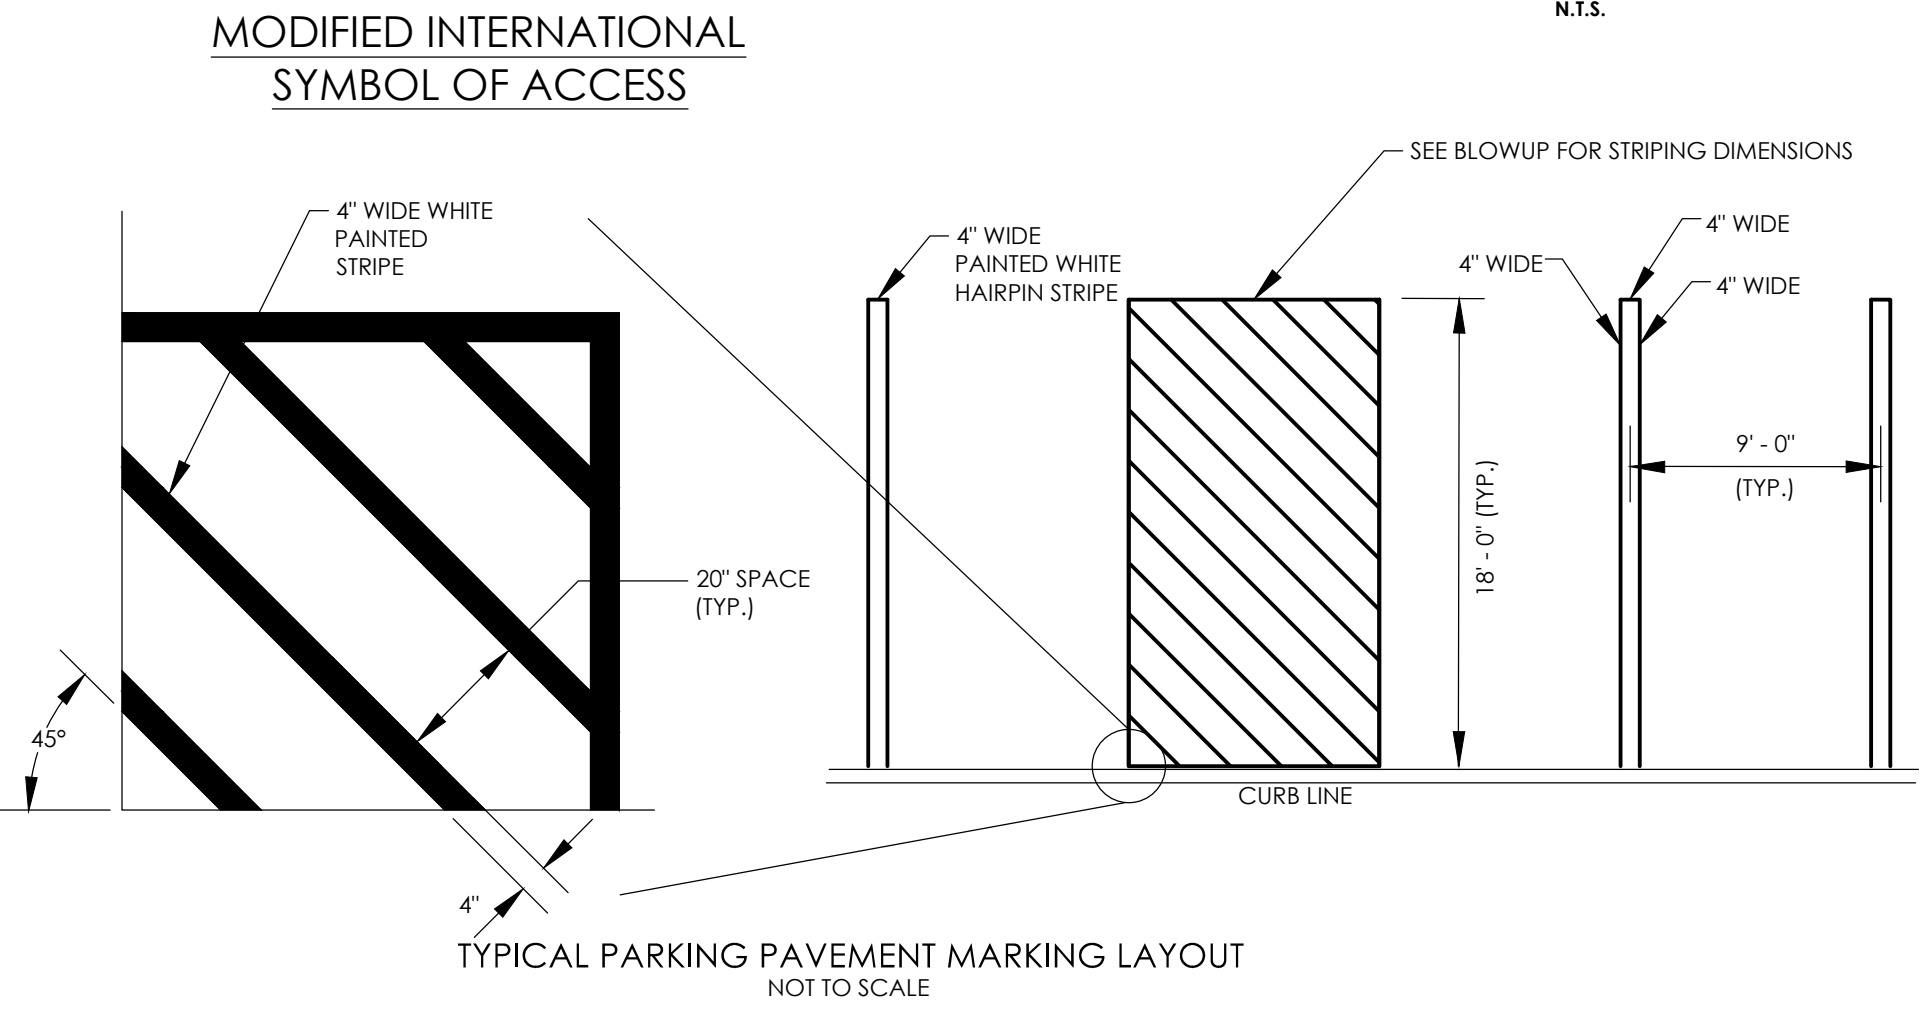 N.T.S.
MODIFIED INTERNATIONAL
SYMBOL OF ACCESS
SEE BLOWUP FOR STRIPING DIMENSIONS
4" WIDE WHITE
PAINTED
STRIPE
4" WIDE
PAINTED WHITE
HAIRPIN STRIPE
4" WIDE
4" WIDE
4" WIDE
9' - 0"
(TYP.)
18' - 0" (TYP.)
20" SPACE
(TYP.)
45°
CURB LINE
4"
TYPICAL PARKING PAVEMENT MARKING LAYOUT
NOT TO SCALE